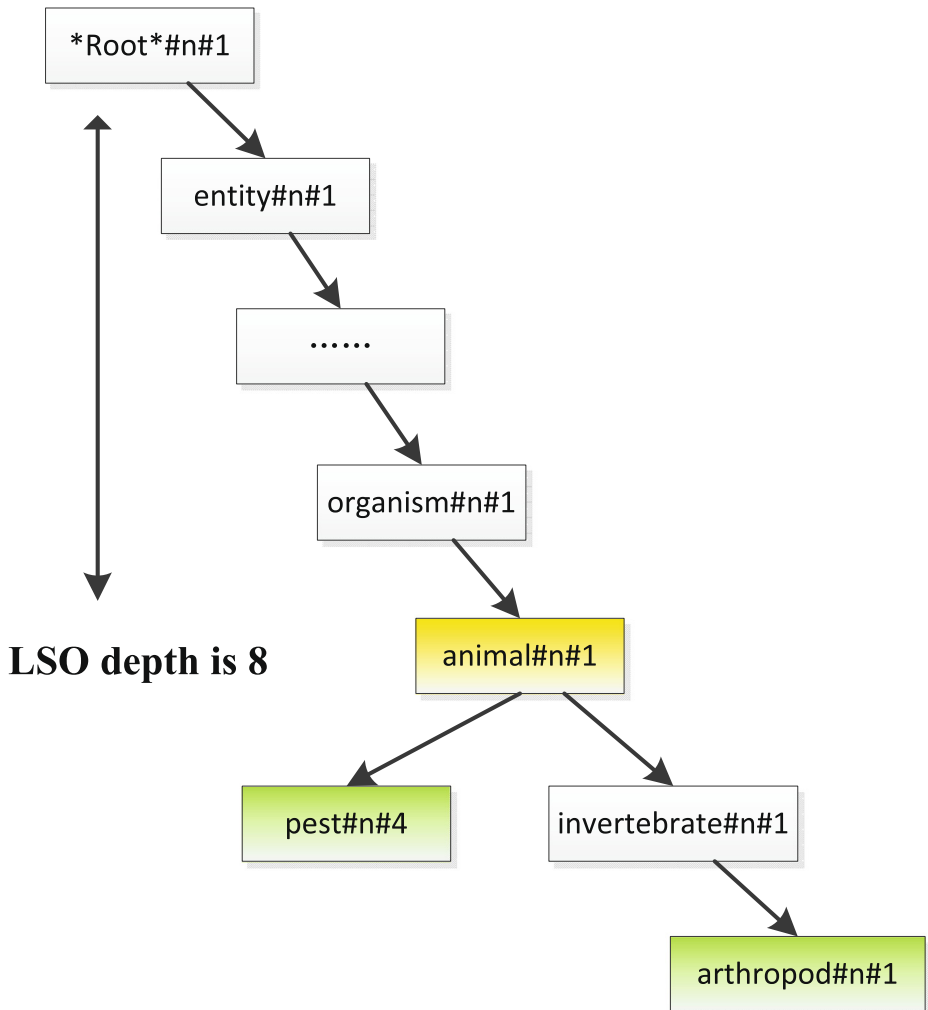 *Root*#n#1
entity#n#1
......
organism#n#1
animal#n#1
LSO depth is 8
pest#n#4
invertebrate#n#1
arthropod#n#1